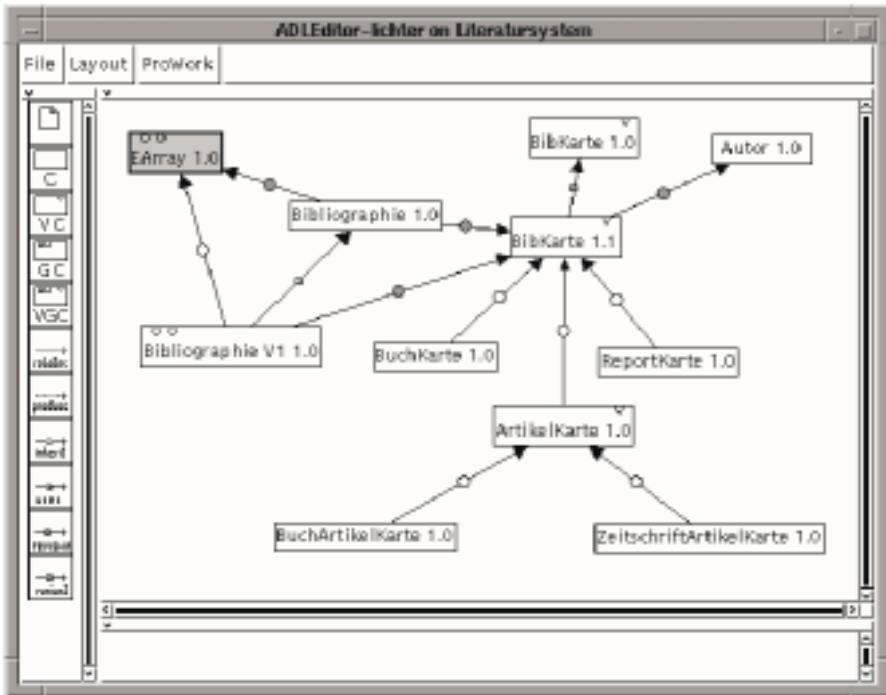 ADLEditor-lichter on Literatursystem
File Layout ProWork
C
VC
GC
VGC
inherit
uses
EArray 1.0
BibKarte 1.0
Autor 1.0
Bibliographie 1.0
BibKarte 1.1
Bibliographie V1 1.0
BuchKarte 1.0
ReportKarte 1.0
ArtikelKarte 1.0
BuchArtikelKarte 1.0
ZeitschriftArtikelKarte 1.0